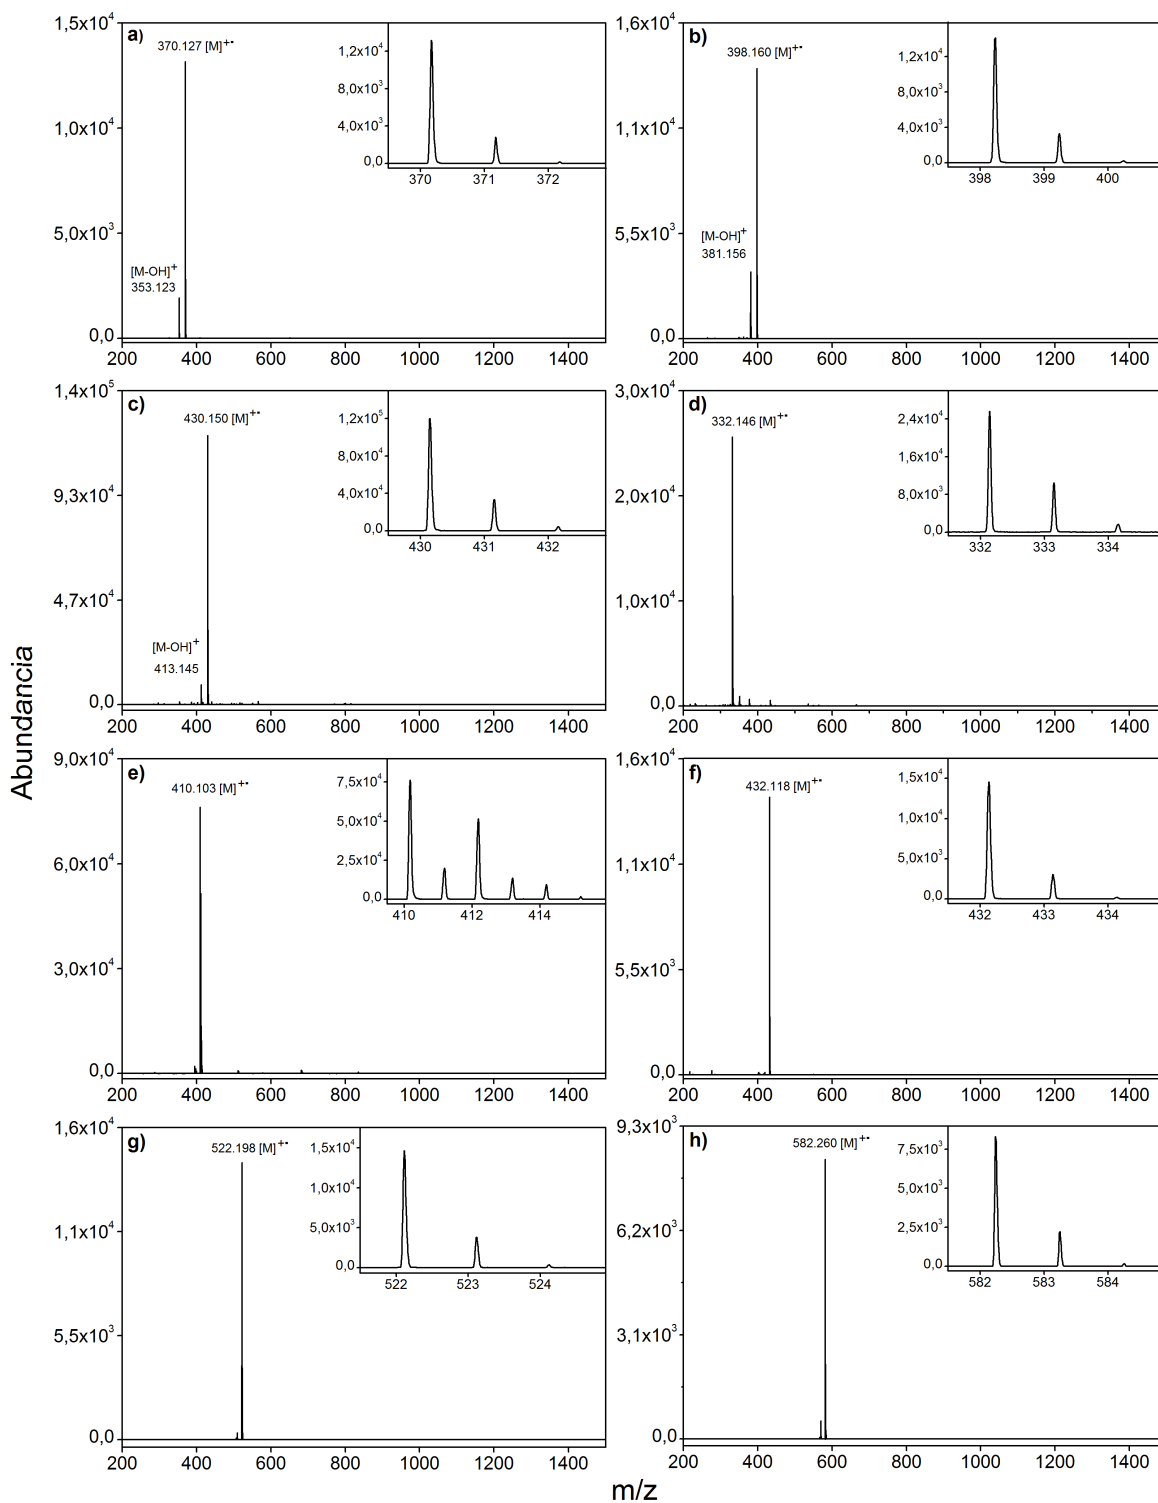 Abundancia
a)
1,5x10⁴
1,0x10⁴
5,0x10³
0,0
370.127 [M]⁺•
[M-OH]⁺
353.123
1,2x10⁴
8,0x10³
4,0x10³
0,0
370 371 372
200 400 600 800 1000 1200 1400
b)
1,6x10⁴
1,1x10⁴
5,5x10³
0,0
398.160 [M]⁺•
[M-OH]⁺
381.156
1,2x10⁴
8,0x10³
4,0x10³
0,0
398 399 400
200 400 600 800 1000 1200 1400
c)
1,4x10⁵
9,3x10⁴
4,7x10⁴
0,0
430.150 [M]⁺•
[M-OH]⁺
413.145
1,2x10⁵
8,0x10⁴
4,0x10⁴
0,0
430 431 432
200 400 600 800 1000 1200 1400
d)
3,0x10⁴
2,0x10⁴
1,0x10⁴
0,0
332.146 [M]⁺•
2,4x10⁴
1,6x10⁴
8,0x10³
0,0
332 333 334
200 400 600 800 1000 1200 1400
e)
9,0x10⁴
6,0x10⁴
3,0x10⁴
0,0
410.103 [M]⁺•
7,5x10⁴
5,0x10⁴
2,5x10⁴
0,0
410 412 414
200 400 600 800 1000 1200 1400
f)
1,6x10⁴
1,1x10⁴
5,5x10³
0,0
432.118 [M]⁺•
1,5x10⁴
1,0x10⁴
5,0x10³
0,0
432 433 434
200 400 600 800 1000 1200 1400
g)
1,6x10⁴
1,1x10⁴
5,5x10³
0,0
522.198 [M]⁺•
1,5x10⁴
1,0x10⁴
5,0x10³
0,0
522 523 524
200 400 600 800 1000 1200 1400
h)
9,3x10³
6,2x10³
3,1x10³
0,0
582.260 [M]⁺•
7,5x10³
5,0x10³
2,5x10³
0,0
582 583 584
200 400 600 800 1000 1200 1400
m/z